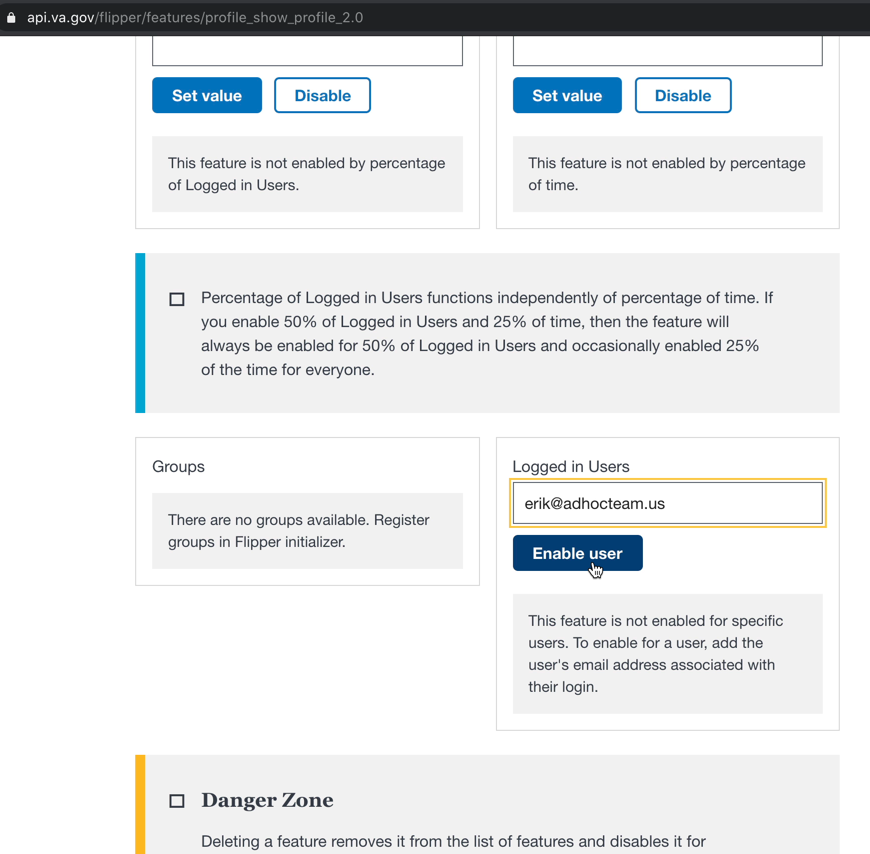 api.va.gov/flipper/features/profile_show_profile_2.0
Set value
Disable
This feature is not enabled by percentage
of Logged in Users.
Set value
Disable
This feature is not enabled by percentage
of time.
Percentage of Logged in Users functions independently of percentage of time. If
you enable 50% of Logged in Users and 25% of time, then the feature will
always be enabled for 50% of Logged in Users and occasionally enabled 25%
of the time for everyone.
Groups
There are no groups available. Register
groups in Flipper initializer.
Logged in Users
erik@adhocteam.us
Enable user
This feature is not enabled for specific
users. To enable for a user, add the
user's email address associated with
their login.
Danger Zone
Deleting a feature removes it from the list of features and disables it for